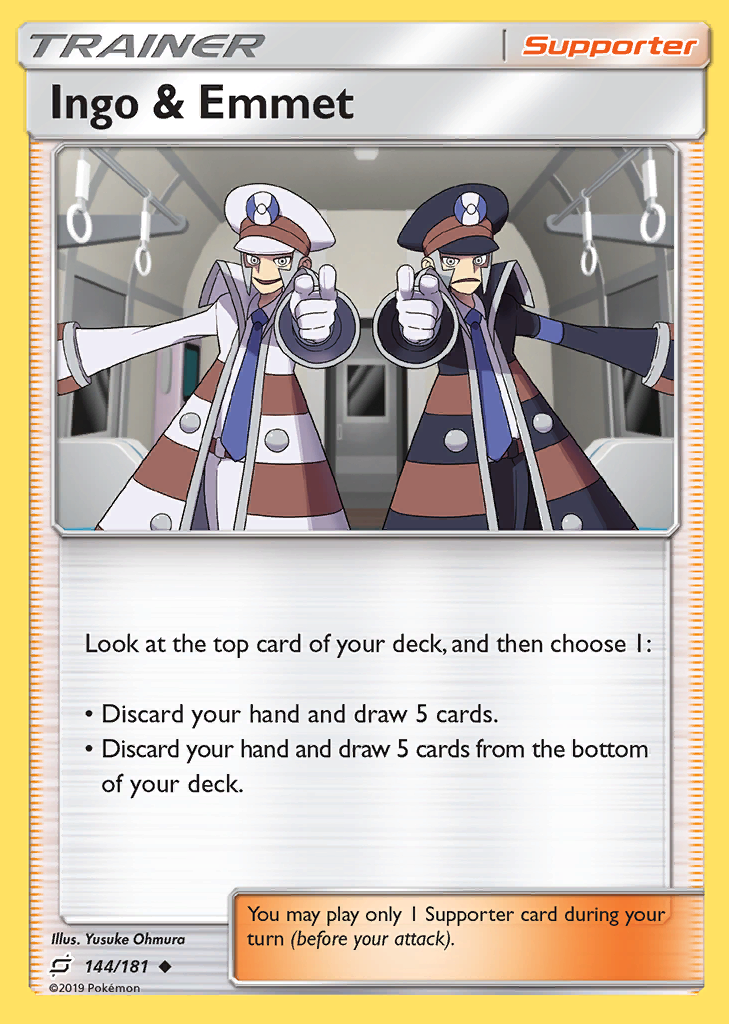 TRAINER Supporter
Ingo & Emmet
Look at the top card of your deck, and then choose 1:
• Discard your hand and draw 5 cards.
• Discard your hand and draw 5 cards from the bottom
of your deck.
You may play only 1 Supporter card during your
turn (before your attack).
Illus. Yusuke Ohmura
144/181 ◆
©2019 Pokémon